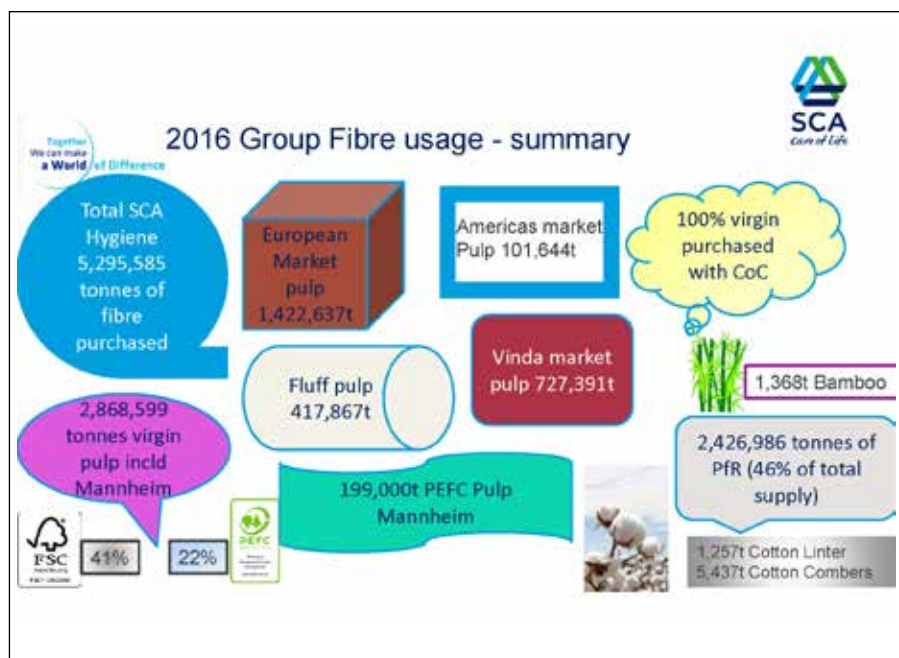 SCA
Care of Life
Together
We can make
a World of Difference
2016 Group Fibre usage - summary
Total SCA
Hygiene
5,295,585
tonnes of
fibre
purchased
European
Market
pulp
1,422,637t
Americas market
Pulp 101,644t
100% virgin
purchased
with CoC
Fluff pulp
417,867t
Vinda market
pulp 727,391t
1,368t Bamboo
2,868,599
tonnes virgin
pulp incld
Mannheim
199,000t PEFC Pulp
Mannheim
2,426,986 tonnes of
PfR (46% of total
supply)
FSC
41%
22%
PEFC
1,257t Cotton Linter
5,437t Cotton Combers